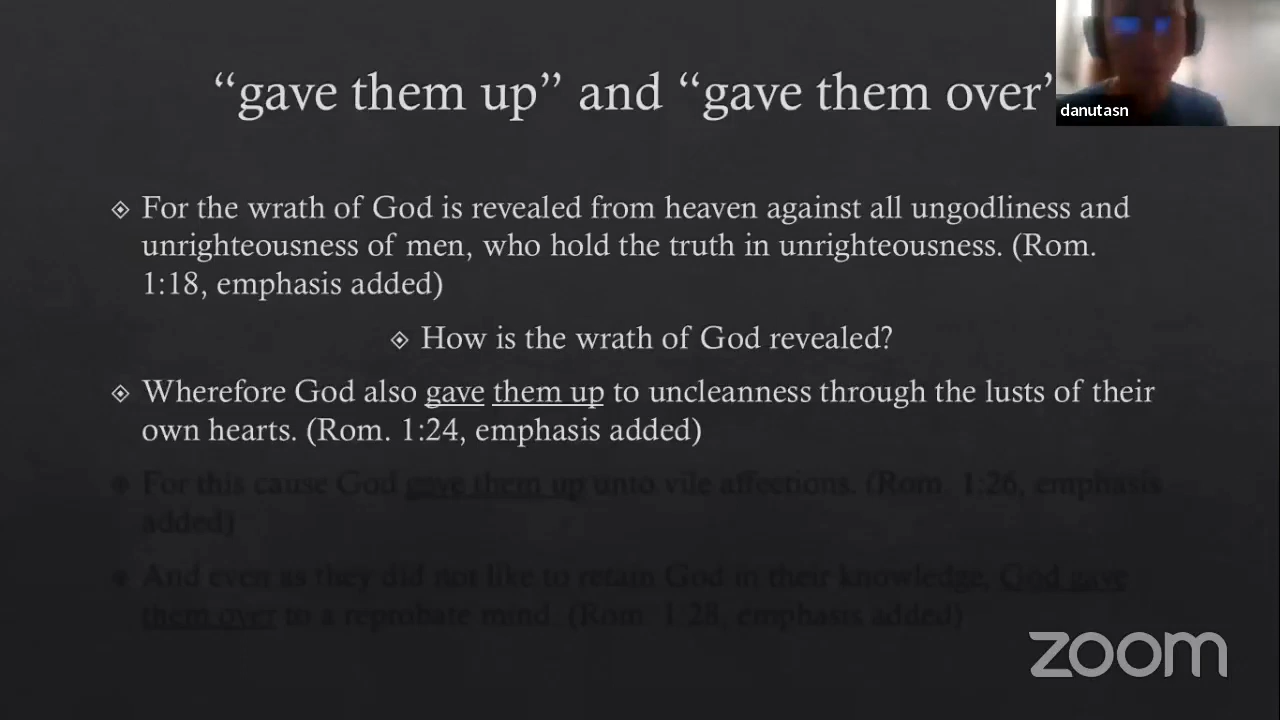 “gave them up” and “gave them over’
danutasn
For the wrath of God is revealed from heaven against all ungodliness and
unrighteousness of men, who hold the truth in unrighteousness. (Rom.
1:18, emphasis added)
How is the wrath of God revealed?
Wherefore God also gave them up to uncleanness through the lusts of their
own hearts. (Rom. 1:24, emphasis added)
For this cause God gave them up unto vile affections. (Rom. 1:26, emphasis
added)
And even as they did not like to retain God in their knowledge, God gave
them over to a reprobate mind. (Rom. 1:28, emphasis added)
zoom